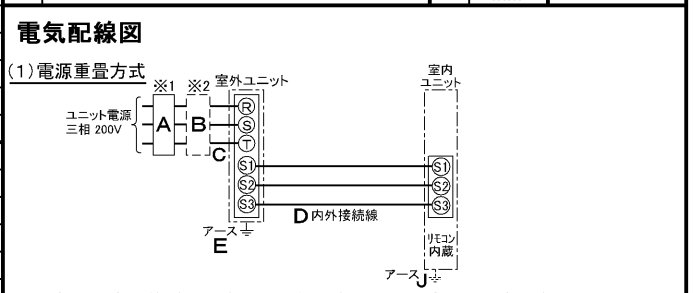 電気配線図
(1)電源重畳方式
※1 ※2 室外ユニット
室内
ユニット
ユニット電源
三相 200V
A
B
C
R
S
T
S1
S2
S3
S1
S2
S3
D 内外接続線
アース
E
リモコン
内蔵
アース J